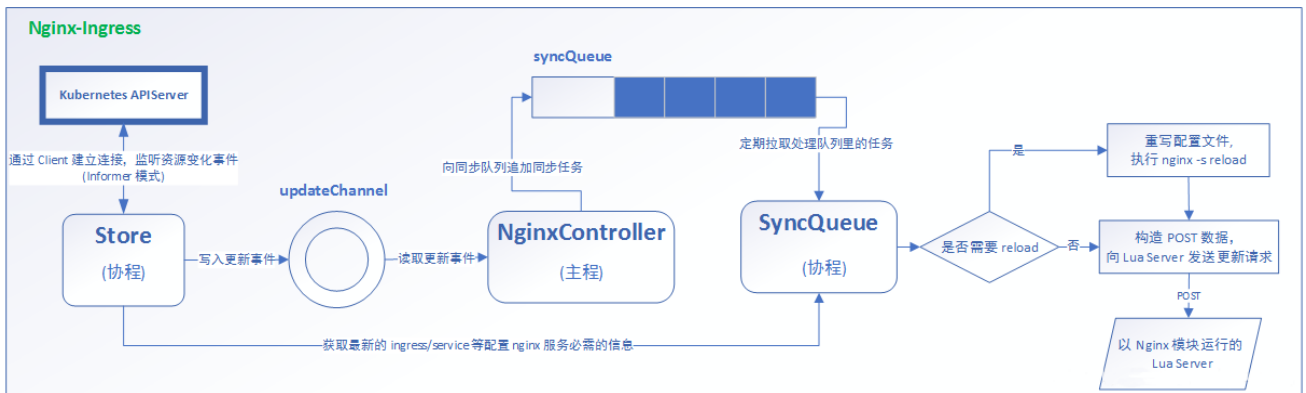 Nginx-Ingress
Kubernetes APIServer
通过 Client 建立连接，监听资源变化事件
(Informer 模式)
Store
(协程)
写入更新事件
updateChannel
读取更新事件
NginxController
(主程)
向同步队列追加同步任务
syncQueue
定期拉取处理队列里的任务
SyncQueue
(协程)
获取最新的 ingress/service 等配置 nginx 服务必需的信息
是否需要 reload
是
重写配置文件,
执行 nginx -s reload
否
构造 POST 数据，
向 Lua Server 发送更新请求
POST
以 Nginx 模块运行的
Lua Server